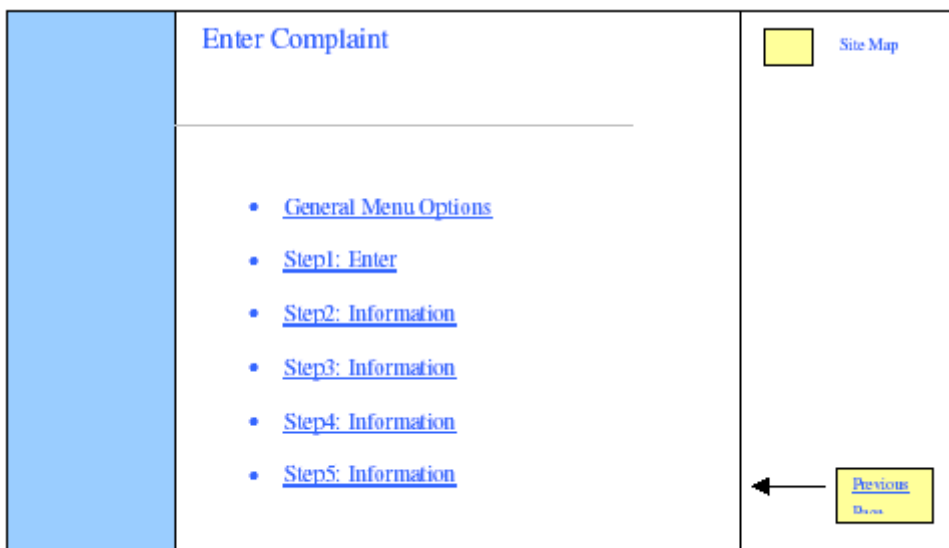 Enter Complaint
Site Map
General Menu Options
Step1: Enter
Step2: Information
Step3: Information
Step4: Information
Step5: Information
Previous